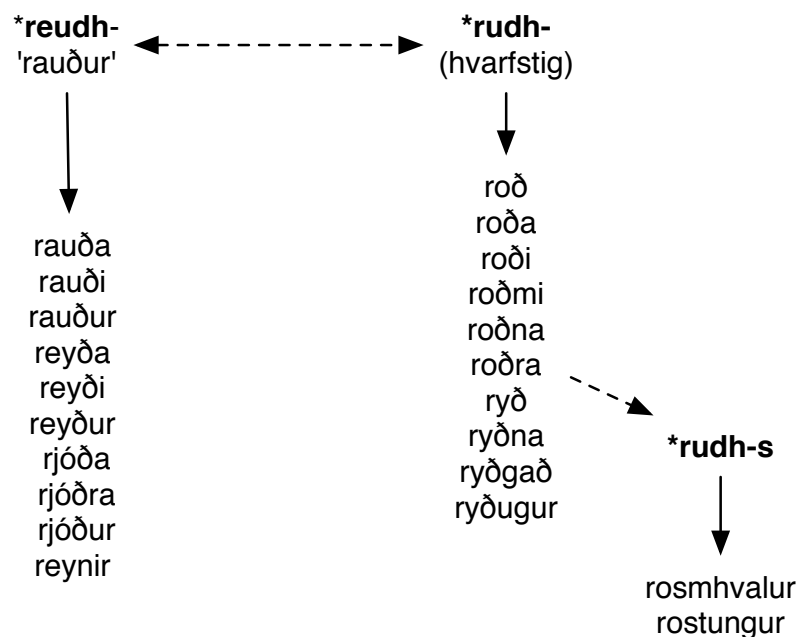 *reudh-
'rauður'
rauða
rauði
rauður
reyða
reyði
reyður
rjóða
rjóðra
rjóður
reynir
*rudh-
(hvarfstig)
roð
roða
roði
roðmi
roðna
roðra
ryð
ryðna
ryðgað
ryðugur
*rudh-s
rosmhvalur
rostungur